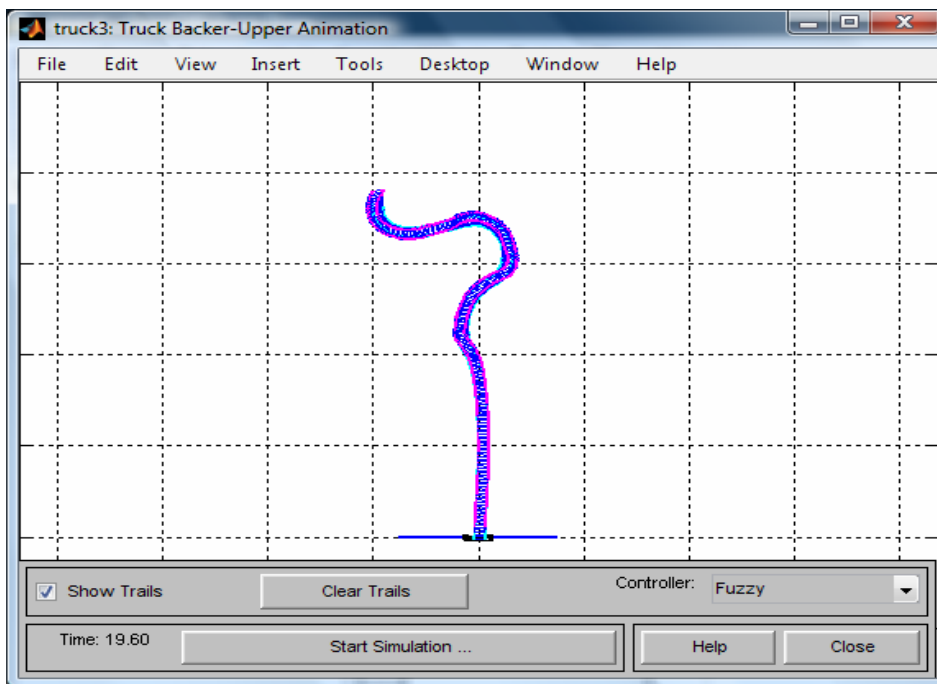 truck3: Truck Backer-Upper Animation
File Edit View Insert Tools Desktop Window Help
Show Trails Clear Trails Controller: Fuzzy
Time: 19.60 Start Simulation ... Help Close